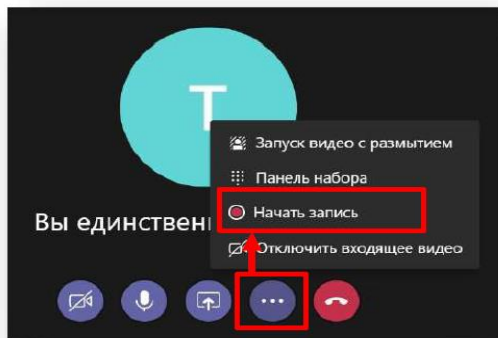 Т
Запуск видео с размытием
Панель набора
Начать запись
Вы единствен
Отключить входящее видео